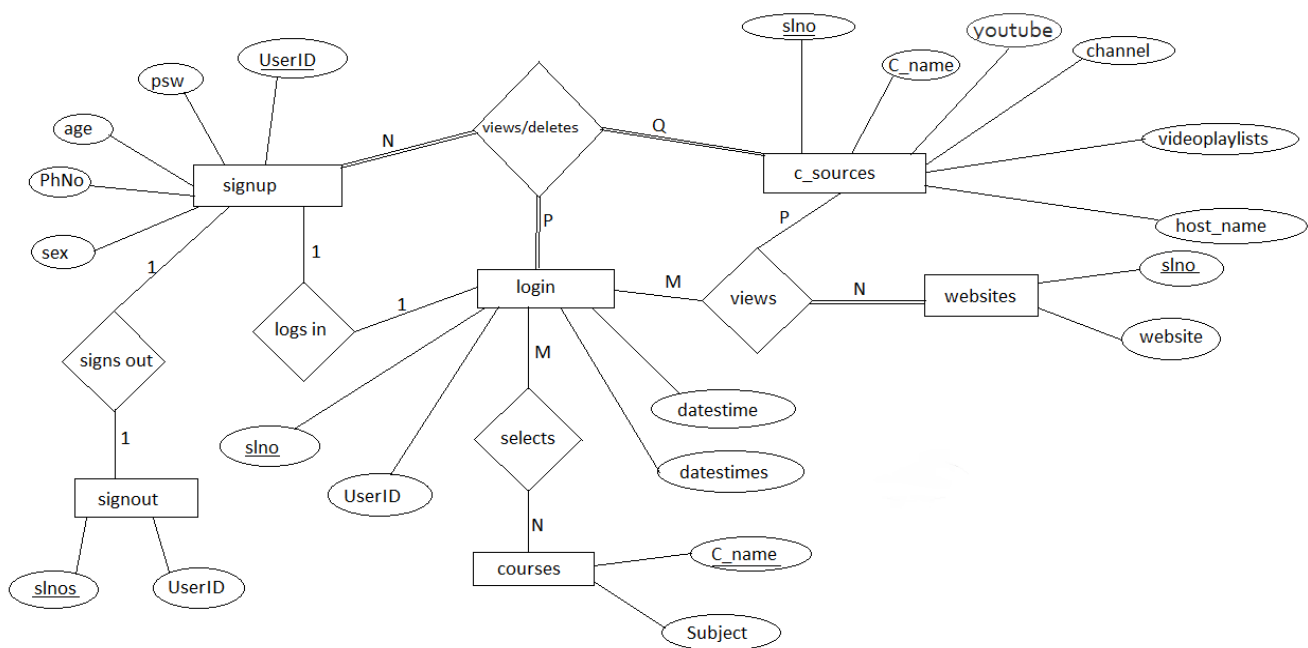 slno
youtube
UserID
channel
C_name
psw
age
views/deletes
N
Q
videoplaylists
signup
c_sources
PhNo
P
P
host_name
sex
1
1
slno
login
M
N
views
websites
1
logs in
website
signs out
M
datestime
1
slno
selects
datestimes
signout
UserID
N
C_name
courses
slnos
UserID
Subject